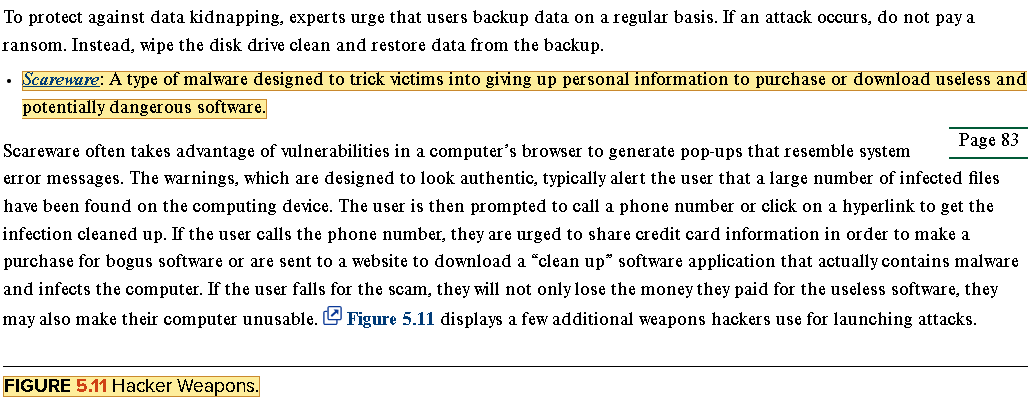 To protect against data kidnapping, experts urge that users backup data on a regular basis. If an attack occurs, do not pay a
ransom. Instead, wipe the disk drive clean and restore data from the backup.
• Scareware: A type of malware designed to trick victims into giving up personal information to purchase or download useless and
potentially dangerous software.
Page 83
Scareware often takes advantage of vulnerabilities in a computer’s browser to generate pop-ups that resemble system
error messages. The warnings, which are designed to look authentic, typically alert the user that a large number of infected files
have been found on the computing device. The user is then prompted to call a phone number or click on a hyperlink to get the
infection cleaned up. If the user calls the phone number, they are urged to share credit card information in order to make a
purchase for bogus software or are sent to a website to download a “clean up” software application that actually contains malware
and infects the computer. If the user falls for the scam, they will not only lose the money they paid for the useless software, they
may also make their computer unusable. Figure 5.11 displays a few additional weapons hackers use for launching attacks.
FIGURE 5.11 Hacker Weapons.